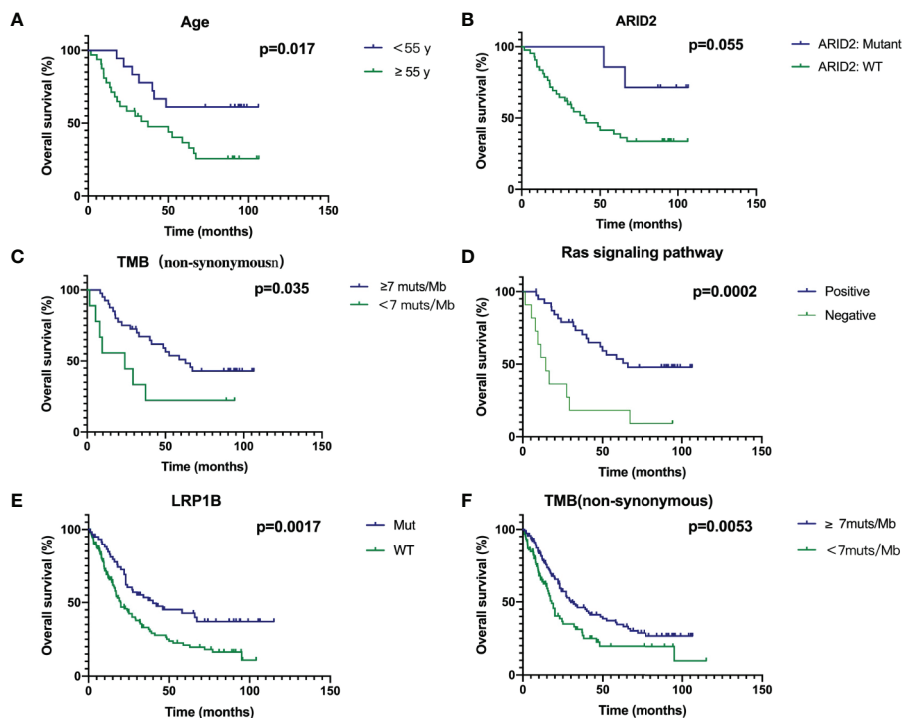 A
Age
p=0.017
< 55 y
≥ 55 y
Overall survival (%)
100
50
0
0 50 100 150
Time (months)
B
ARID2
p=0.055
ARID2: Mutant
ARID2: WT
Overall survival (%)
100
50
0
0 50 100 150
Time (months)
C
TMB (non-synonymousn)
p=0.035
≥7 muts/Mb
<7 muts/Mb
Overall survival (%)
100
50
0
0 50 100 150
Time (months)
D
Ras signaling pathway
p=0.0002
Positive
Negative
Overall survival (%)
100
50
0
0 50 100 150
Time (months)
E
LRP1B
p=0.0017
Mut
WT
Overall survival (%)
100
50
0
0 50 100 150
Time (months)
F
TMB(non-synonymous)
p=0.0053
≥ 7muts/Mb
<7muts/Mb
Overall survival (%)
100
50
0
0 50 100 150
Time (months)